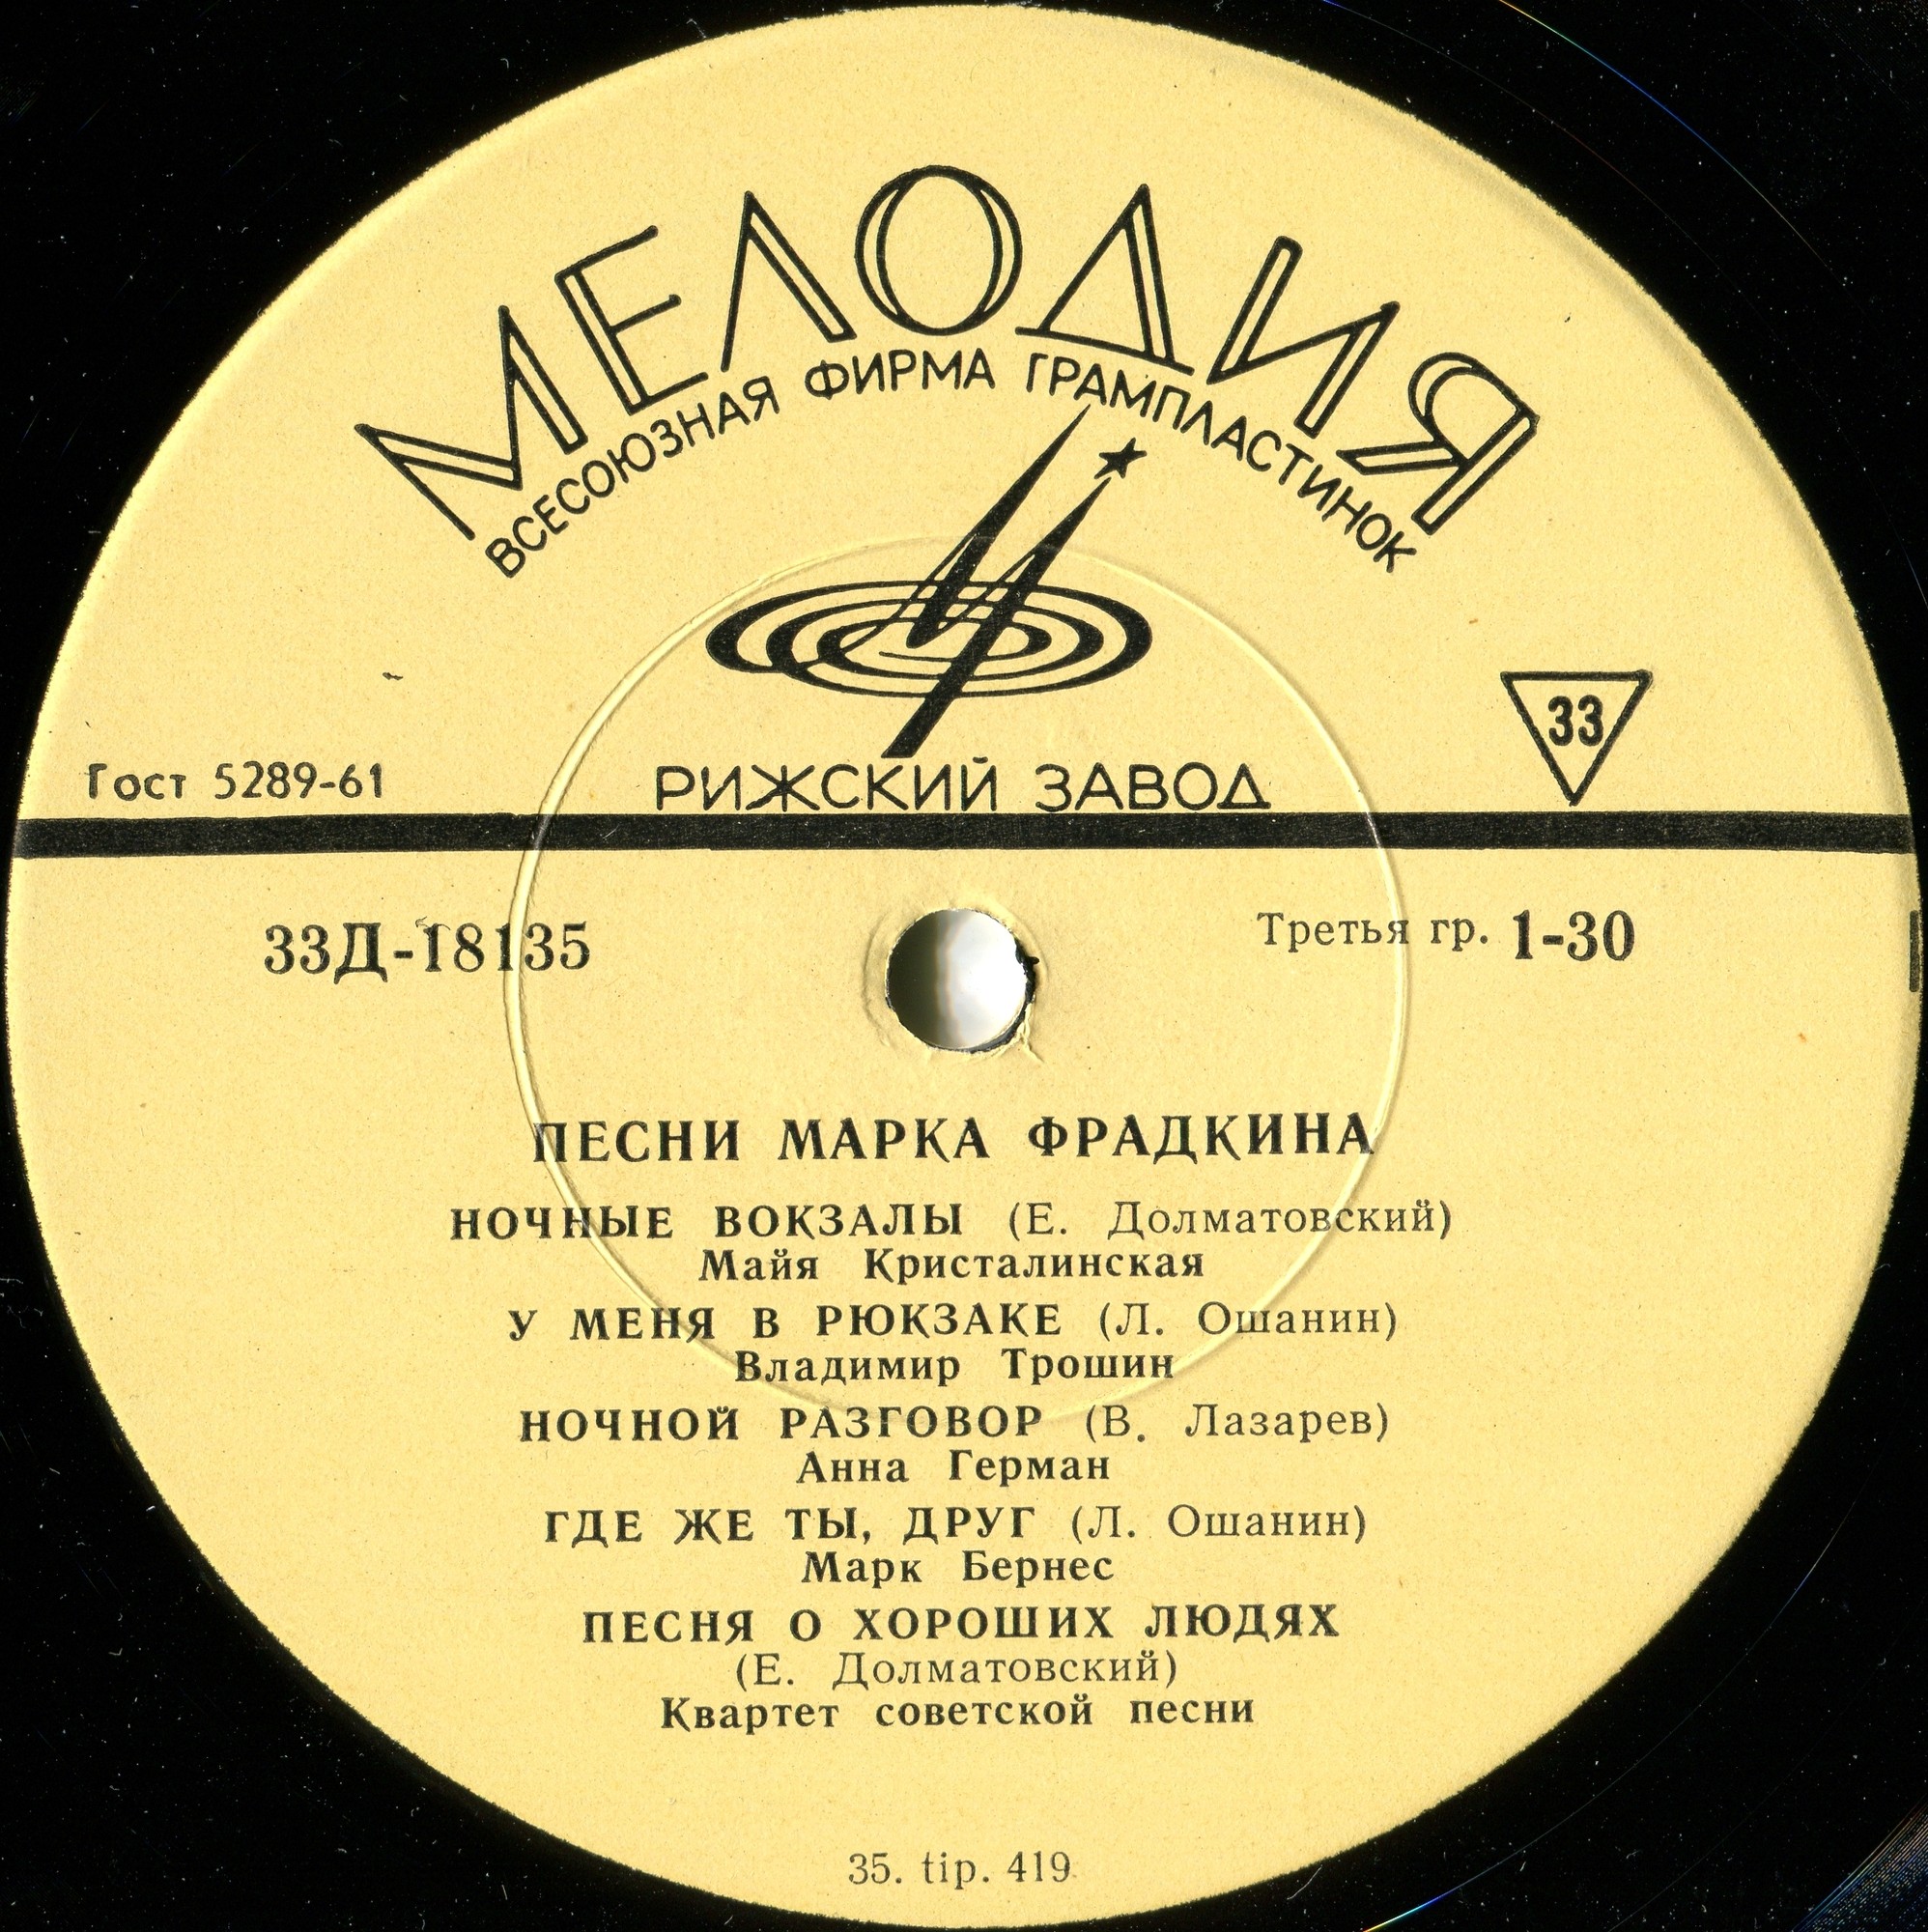 МЕЛОДИЯ
ВСЕСОЮЗНАЯ ФИРМА ГРАМПЛАСТИНОК
33
Гост 5289-61
РИЖСКИЙ ЗАВОД
33Д-18135
Третья гр. 1-30
ПЕСНИ МАРКА ФРАДКИНА
НОЧНЫЕ ВОКЗАЛЫ (Е. Долматовский)
Майя Кристалинская
У МЕНЯ В РЮКЗАКЕ (Л. Ошанин)
Владимир Трошин
НОЧНОЙ РАЗГОВОР (В. Лазарев)
Анна Герман
ГДЕ ЖЕ ТЫ, ДРУГ (Л. Ошанин)
Марк Бернес
ПЕСНЯ О ХОРОШИХ ЛЮДЯХ
(Е. Долматовский)
Квартет советской песни
35. tip. 419